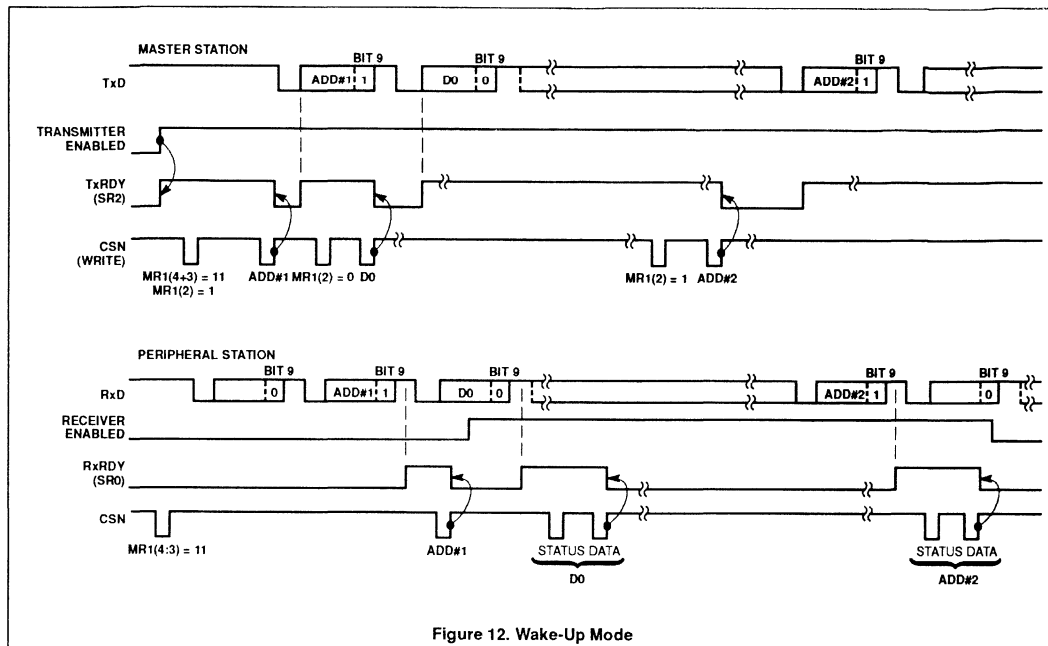 MASTER STATION
BIT 9 BIT 9 BIT 9
TxD ADD#1 1 D0 0 ADD#2 1
TRANSMITTER
ENABLED
TxRDY
(SR2)
CSN
(WRITE)
MR1(4+3) = 11 ADD#1 MR1(2) = 0 D0 MR1(2) = 1 ADD#2
MR1(2) = 1
PERIPHERAL STATION
BIT 9 BIT 9 BIT 9 BIT 9 BIT 9
RxD 0 ADD#1 1 D0 0 ADD#2 1 0
RECEIVER
ENABLED
RxRDY
(SR0)
CSN
MR1(4:3) = 11 ADD#1 STATUS DATA STATUS DATA
D0 ADD#2
Figure 12. Wake-Up Mode